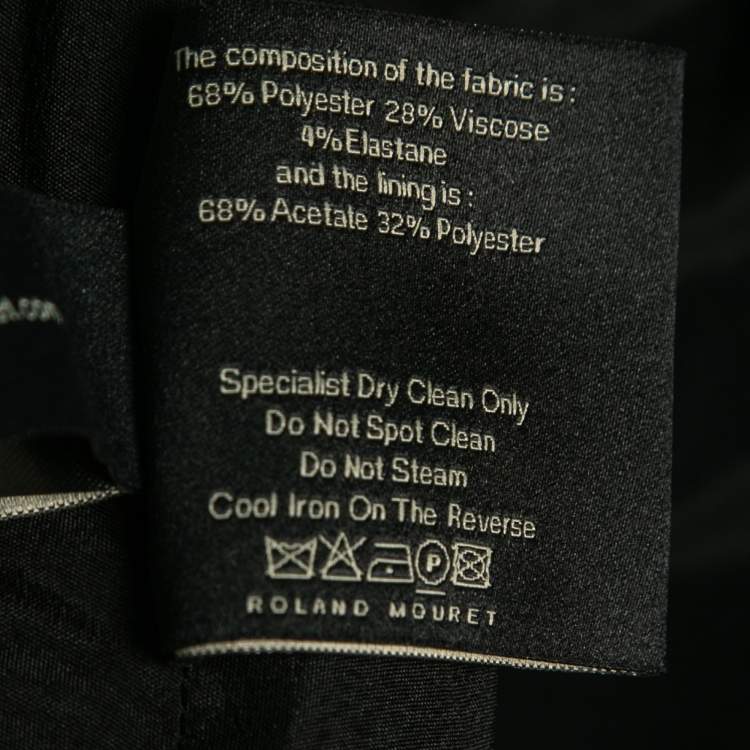 The composition of the fabric is:
68% Polyester 28% Viscose
4% Elastane
and the lining is:
68% Acetate 32% Polyester
Specialist Dry Clean Only
Do Not Spot Clean
Do Not Steam
Cool Iron On The Reverse
P
ROLAND MOURET